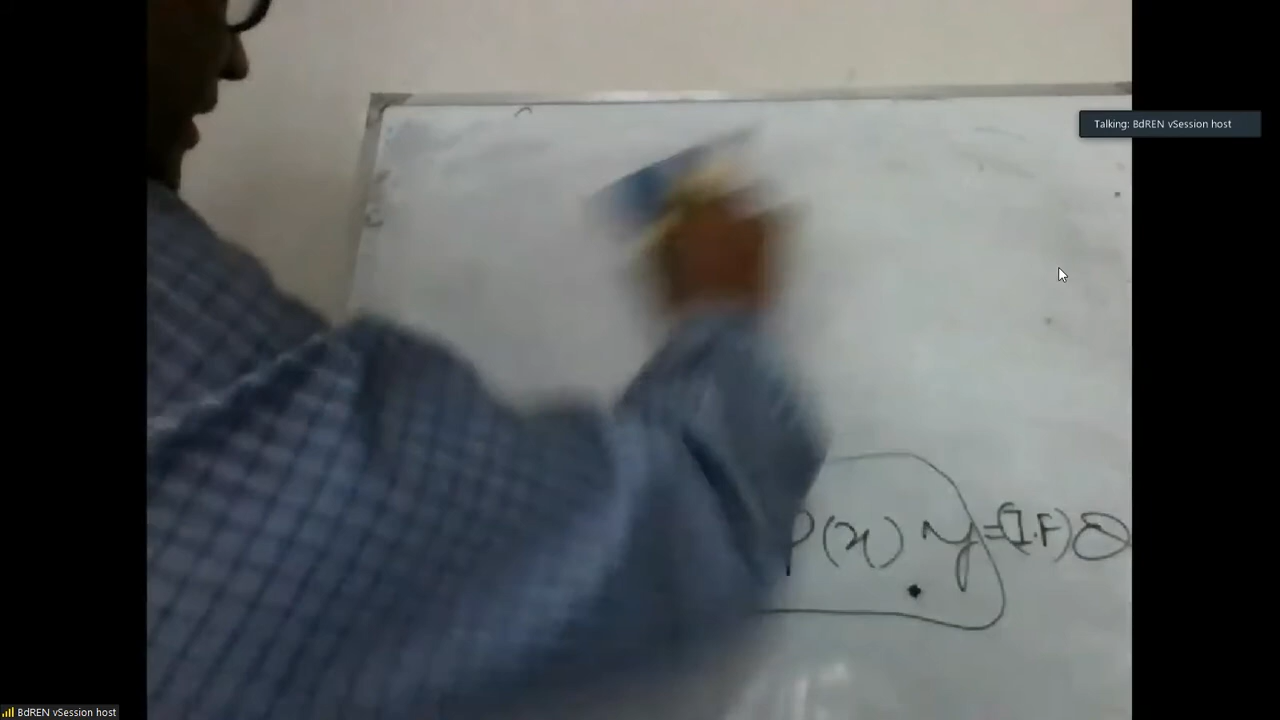 Talking: BdREN vSession host
P(x) y = (I.F) Q
BdREN vSession host